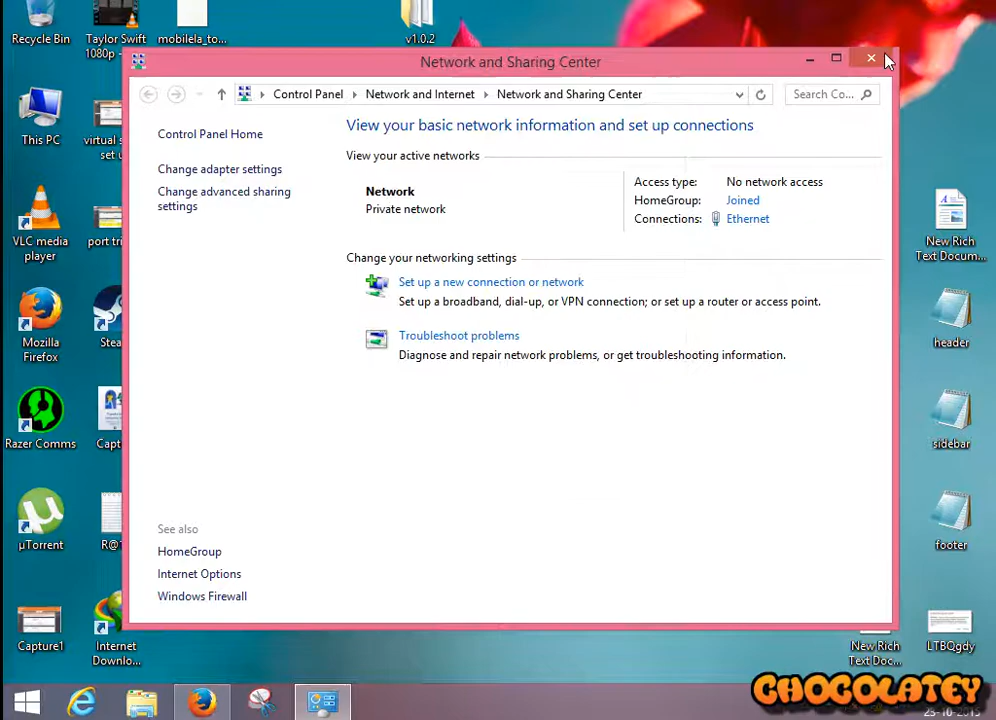 Recycle Bin
Taylor Swift
1080p
mobilela_to...
v1.0.2
Network and Sharing Center
Control Panel
Network and Internet
Network and Sharing Center
Search Co...
This PC
virtual s
set u
Control Panel Home
Change adapter settings
Change advanced sharing
settings
View your basic network information and set up connections
View your active networks
Network
Private network
Access type:
No network access
HomeGroup:
Joined
Connections:
Ethernet
Change your networking settings
Set up a new connection or network
Set up a broadband, dial-up, or VPN connection; or set up a router or access point.
Troubleshoot problems
Diagnose and repair network problems, or get troubleshooting information.
VLC media
player
port tri
New Rich
Text Docum...
Mozilla
Firefox
Stea
header
Razer Comms
Capt
sidebar
µTorrent
R@
footer
See also
HomeGroup
Internet Options
Windows Firewall
Capture1
Internet
Downlo...
New Rich
Text Doc...
LTBQgdy
CHOCOLATEY